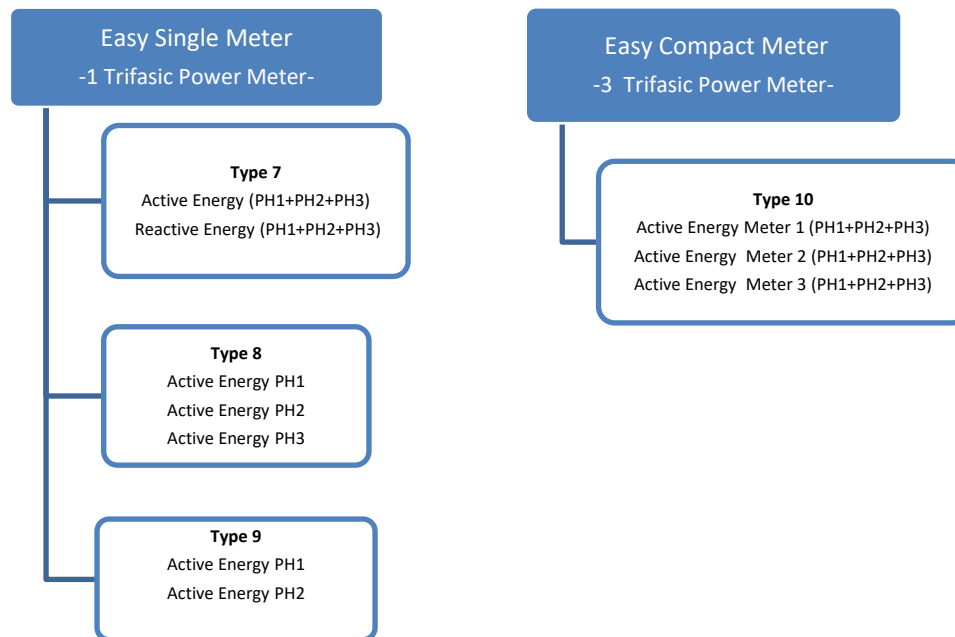 Easy Single Meter
-1 Trifasic Power Meter-
Type 7
Active Energy (PH1+PH2+PH3)
Reactive Energy (PH1+PH2+PH3)
Type 8
Active Energy PH1
Active Energy PH2
Active Energy PH3
Type 9
Active Energy PH1
Active Energy PH2
Easy Compact Meter
-3  Trifasic Power Meter-
Type 10
Active Energy Meter 1 (PH1+PH2+PH3)
Active Energy  Meter 2 (PH1+PH2+PH3)
Active Energy  Meter 3 (PH1+PH2+PH3)